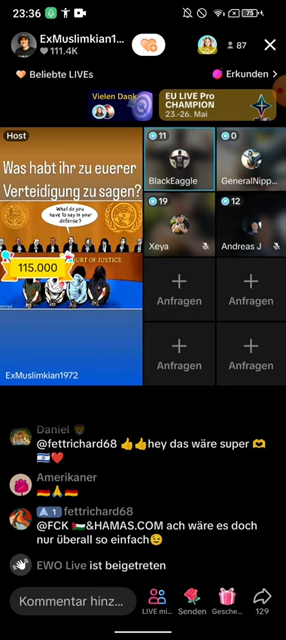 23:36
75
ExMuslimkian1...
111.4K
87
Beliebte LIVEs
Erkunden
Vielen Dank
EU LIVE Pro
CHAMPION
23.-26. Mai
Host
Was habt ihr zu euerer
Verteidigung zu sagen?
What do you
have to say in your
defense?
COURT OF JUSTICE
115.000
ExMuslimkian1972
11
BlackEaggle
0
GeneralNipp...
19
Xeya
12
Andreas J
Anfragen
Anfragen
Anfragen
Anfragen
Daniel
@fettrichard68 👍👍hey das wäre super 🫶
🇮🇱❤️
Amerikaner
🇩🇪🙏🇩🇪
1 fettrichard68
@FCK 🇵🇸&HAMAS.COM ach wäre es doch
nur überall so einfach😉
EWO Live ist beigetreten
Kommentar hinz...
LIVE mi...
Senden
Gesche...
129